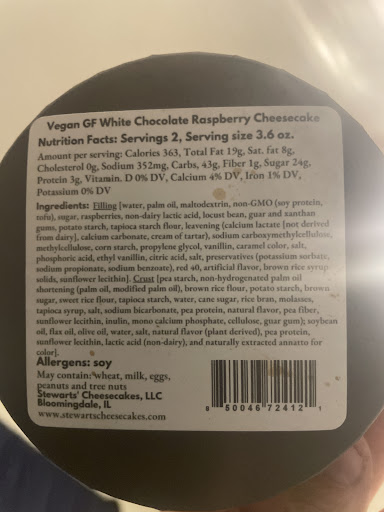 Vegan GF White Chocolate Raspberry Cheesecake
Nutrition Facts: Servings 2, Serving size 3.6 oz.
Amount per serving: Calories 363, Total Fat 19g, Sat. fat 8g,
Cholesterol 0g, Sodium 352mg, Carbs, 43g, Fiber 1g, Sugar 24g,
Protein 3g, Vitamin. D 0% DV, Calcium 4% DV, Iron 1% DV,
Potassium 0% DV
Ingredients: Filling [water, palm oil, maltodextrin, non-GMO (soy protein,
tofu), sugar, raspberries, non-dairy lactic acid, locust bean, guar and xanthan
gums, potato starch, tapioca starch flour, leavening (calcium lactate [not derived
from dairy], calcium carbonate, cream of tartar), sodium carboxymethylcellulose,
methylcellulose, corn starch, propylene glycol, vanillin, caramel color, salt,
phosphoric acid, ethyl vanillin, citric acid, salt, preservatives (potassium sorbate,
sodium propionate, sodium benzoate), red 40, artificial flavor, brown rice syrup
solids, sunflower lecithin]. Crust [pea starch, non-hydrogenated palm oil
shortening (palm oil, modified palm oil), brown rice flour, potato starch, brown
sugar, sweet rice flour, tapioca starch, water, cane sugar, rice bran, molasses,
tapioca syrup, salt, sodium bicarbonate, pea protein, natural flavor, pea fiber,
sunflower lecithin, inulin, mono calcium phosphate, cellulose, guar gum); soybean
oil, flax oil, olive oil, water, salt, natural flavor (plant derived), pea protein,
sunflower lecithin, lactic acid (non-dairy), and naturally extracted annatto for
color].
Allergens: soy
May contain: wheat, milk, eggs,
peanuts and tree nuts
Stewarts' Cheesecakes, LLC
Bloomingdale, IL
www.stewartscheesecakes.com
8 50046 72412 1